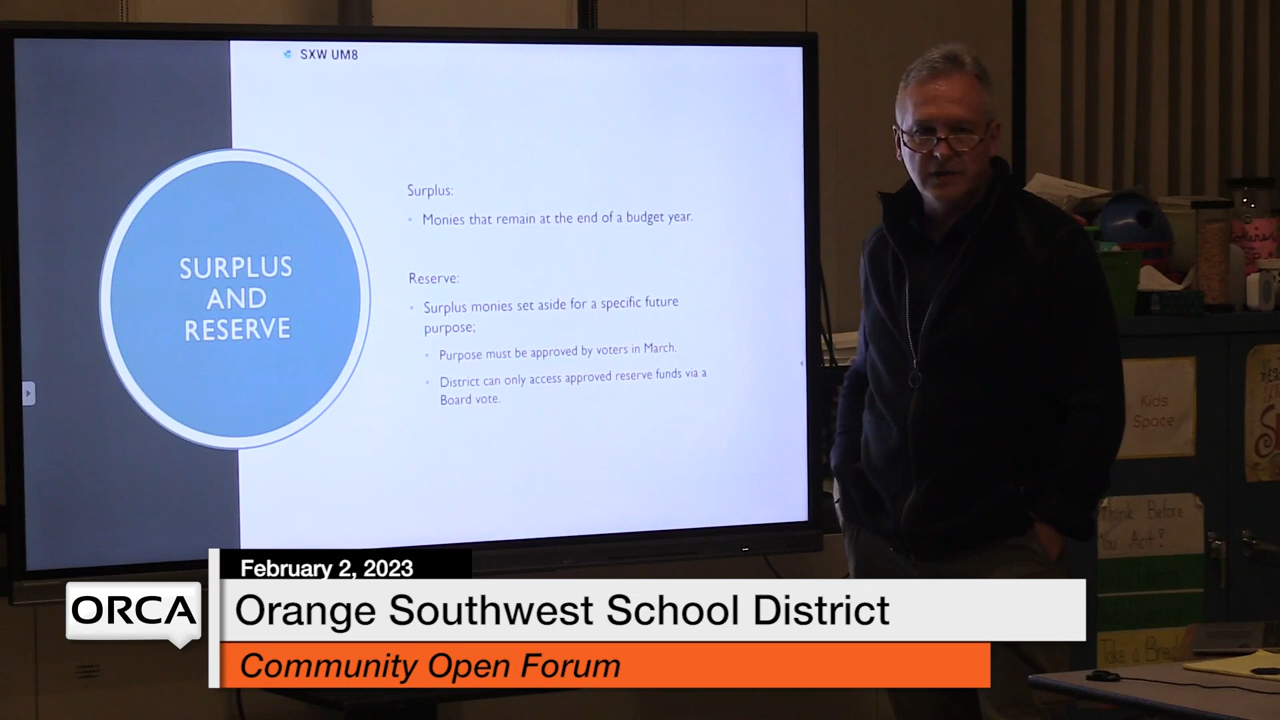 SXW UM8
SURPLUS
AND
RESERVE
Surplus:
• Monies that remain at the end of a budget year.
Reserve:
• Surplus monies set aside for a specific future
purpose;
• Purpose must be approved by voters in March.
• District can only access approved reserve funds via a
Board vote.
Kids
Space
Think Before
You Act!
Take a
February 2, 2023
ORCA
Orange Southwest School District
Community Open Forum